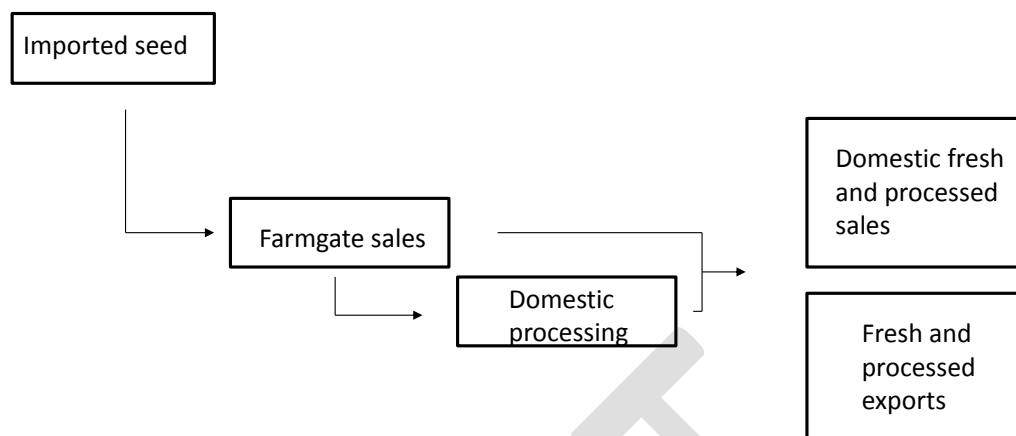 Imported seed
Domestic fresh
and processed
sales
Farmgate sales
Domestic
processing
Fresh and
processed
exports